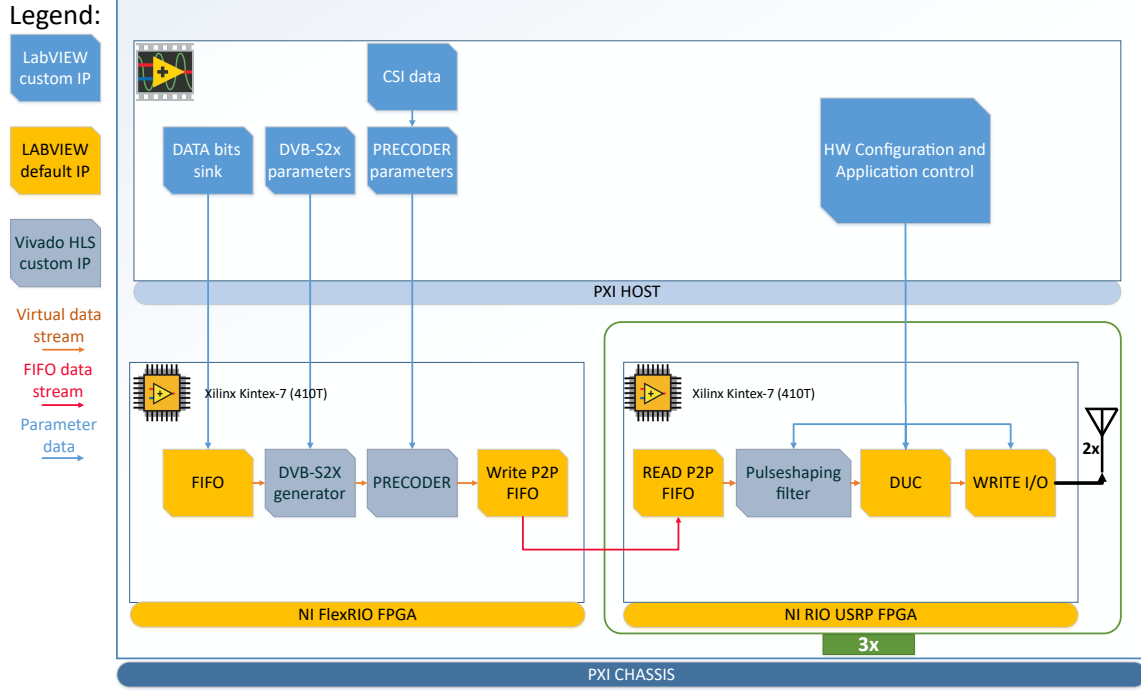 Legend:
LabVIEW
custom IP
LABVIEW
default IP
Vivado HLS
custom IP
Virtual data
stream
FIFO data
stream
Parameter
data
CSI data
DATA bits
sink
DVB-S2x
parameters
PRECODER
parameters
HW Configuration and
Application control
PXI HOST
Xilinx Kintex-7 (410T)
FIFO
DVB-S2X
generator
PRECODER
Write P2P
FIFO
NI FlexRIO FPGA
Xilinx Kintex-7 (410T)
READ P2P
FIFO
Pulseshaping
filter
DUC
WRITE I/O
2x
NI RIO USRP FPGA
3x
PXI CHASSIS